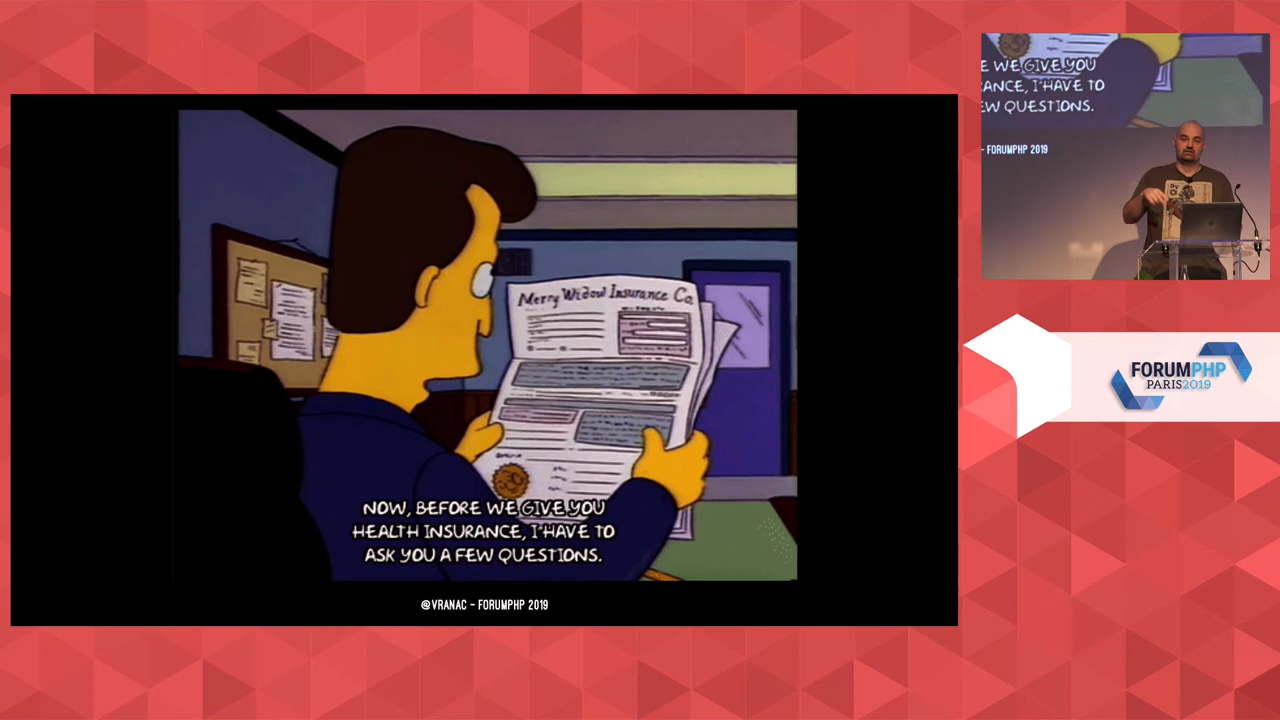 Merry Widow Insurance Co
NOW, BEFORE WE GIVE YOU
HEALTH INSURANCE, I HAVE TO
ASK YOU A FEW QUESTIONS.
@VRANAC - FORUMPHP 2019
E WE GIVE YOU
ANCE, I HAVE TO
EW QUESTIONS.
- FORUMPHP 2019
FORUMPHP
PARIS2019